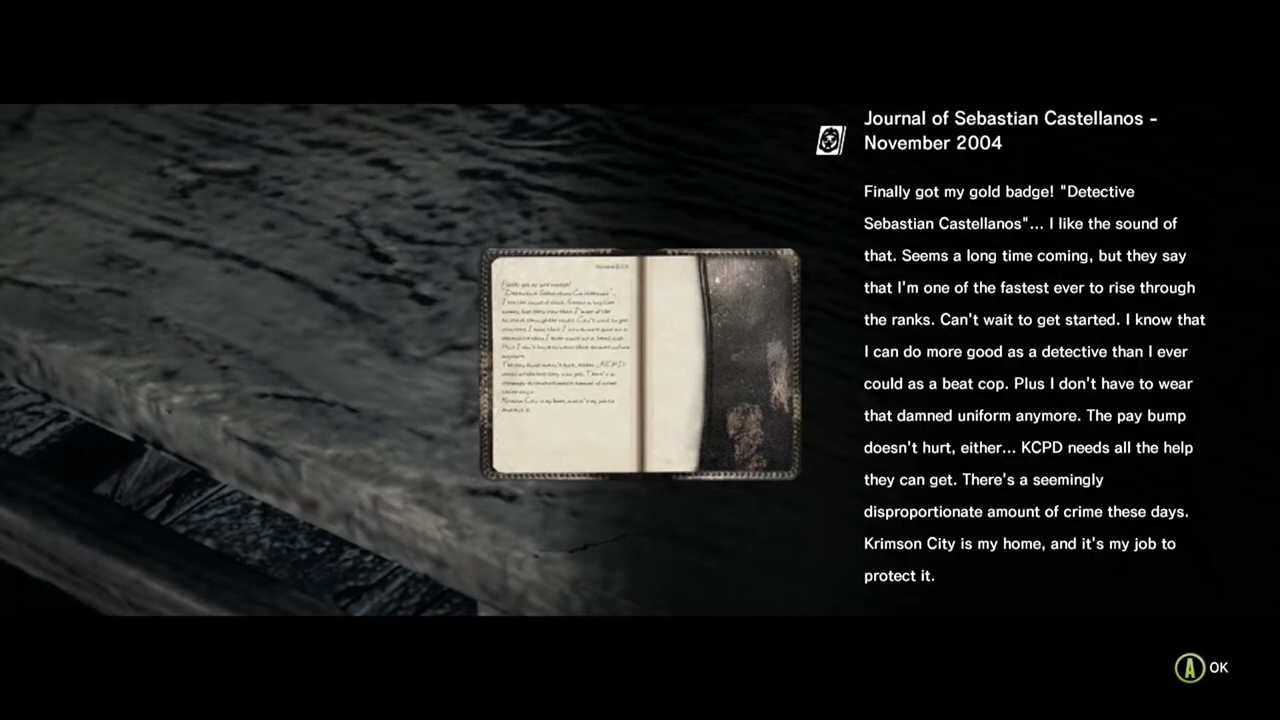 Journal of Sebastian Castellanos -
November 2004
Finally got my gold badge! "Detective
Sebastian Castellanos"... I like the sound of
that. Seems a long time coming, but they say
that I'm one of the fastest ever to rise through
the ranks. Can't wait to get started. I know that
I can do more good as a detective than I ever
could as a beat cop. Plus I don't have to wear
that damned uniform anymore. The pay bump
doesn't hurt, either... KCPD needs all the help
they can get. There's a seemingly
disproportionate amount of crime these days.
Krimson City is my home, and it's my job to
protect it.
A OK